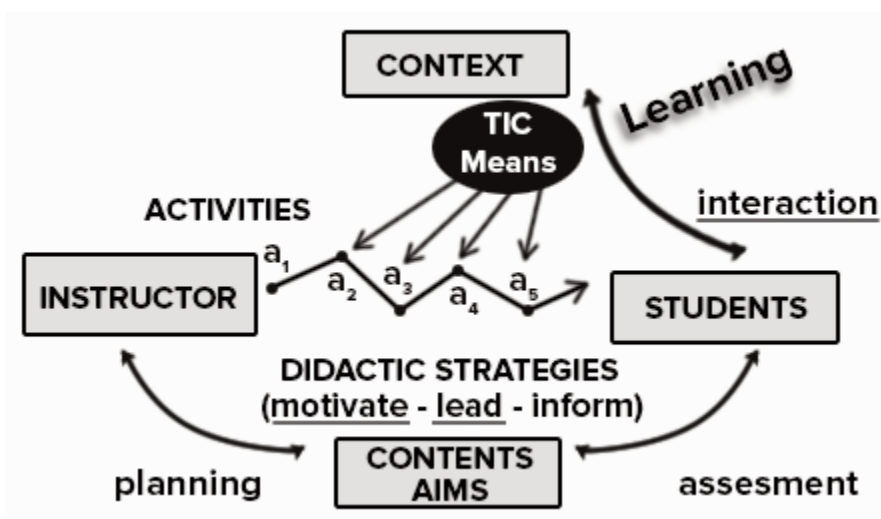 CONTEXT
Learning
TIC
Means
interaction
ACTIVITIES
a₁
a₂
a₃
a₄
a₅
INSTRUCTOR
STUDENTS
DIDACTIC STRATEGIES
(motivate - lead - inform)
CONTENTS
AIMS
planning
assesment